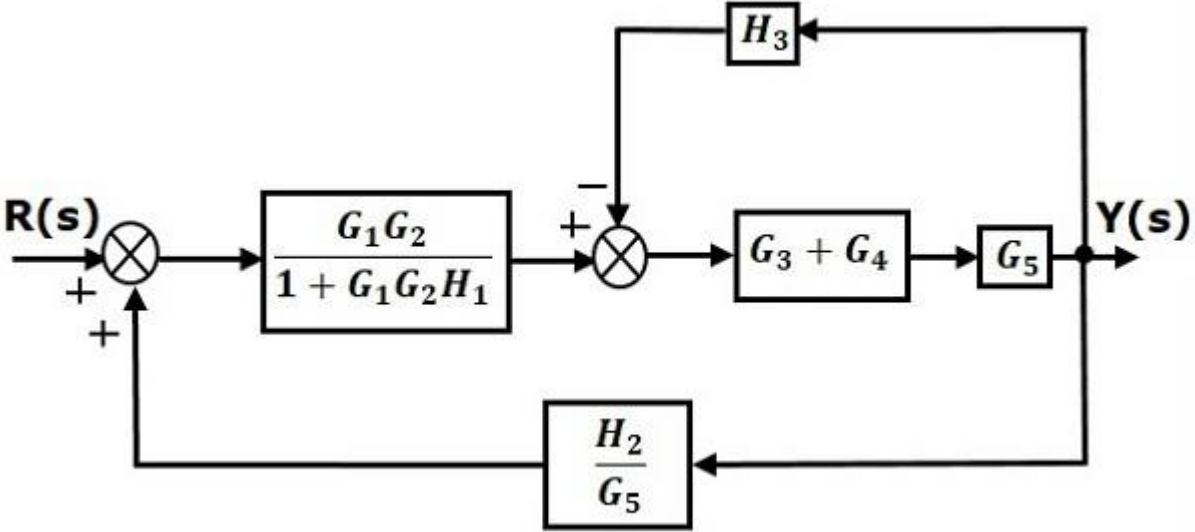 H₃
−
R(s)
+
G₁G₂
1 + G₁G₂H₁
G₃ + G₄
G₅
Y(s)
+
+
H₂
G₅